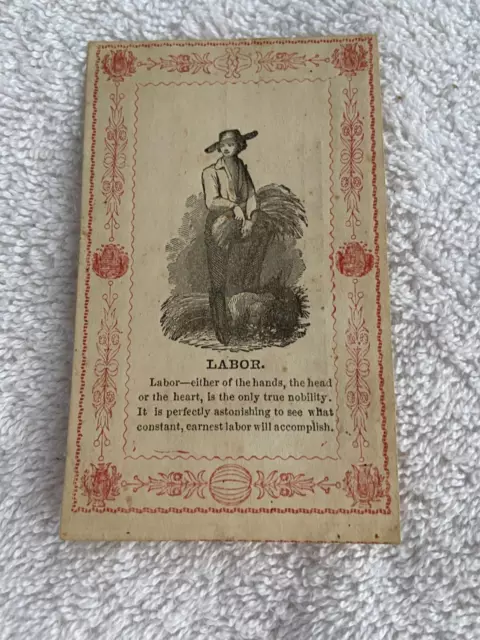 LABOR.
Labor—either of the hands, the head
or the heart, is the only true nobility.
It is perfectly astonishing to see what
constant, earnest labor will accomplish.